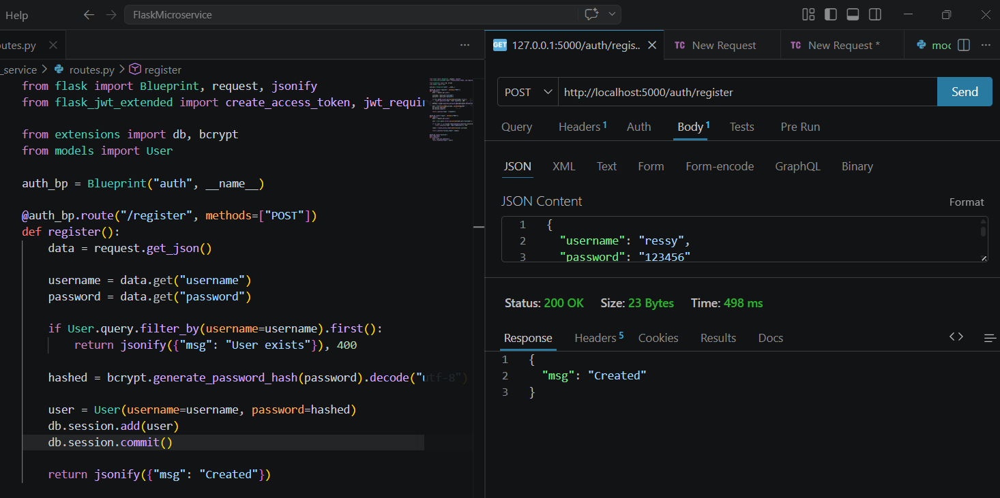 Help
FlaskMicroservice
utes.py
_service > routes.py > register
from flask import Blueprint, request, jsonify
from flask_jwt_extended import create_access_token, jwt_requir
from extensions import db, bcrypt
from models import User
auth_bp = Blueprint("auth", __name__)
@auth_bp.route("/register", methods=["POST"])
def register():
data = request.get_json()
username = data.get("username")
password = data.get("password")
if User.query.filter_by(username=username).first():
return jsonify({"msg": "User exists"}), 400
hashed = bcrypt.generate_password_hash(password).decode("utf-8")
user = User(username=username, password=hashed)
db.session.add(user)
db.session.commit()
return jsonify({"msg": "Created"})
GET 127.0.0.1:5000/auth/regis..
TC New Request
TC New Request *
mod
POST http://localhost:5000/auth/register Send
Query Headers 1 Auth Body 1 Tests Pre Run
JSON XML Text Form Form-encode GraphQL Binary
JSON Content
Format
1 {
2 "username": "ressy",
3 "password": "123456"
Status: 200 OK Size: 23 Bytes Time: 498 ms
Response Headers 5 Cookies Results Docs
1 {
2 "msg": "Created"
3 }